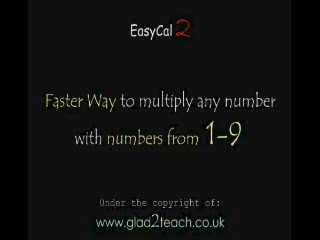 EasyCal 2
Faster Way to multiply any number
with numbers from 1-9
Under the copyright of:
www.glad2teach.co.uk